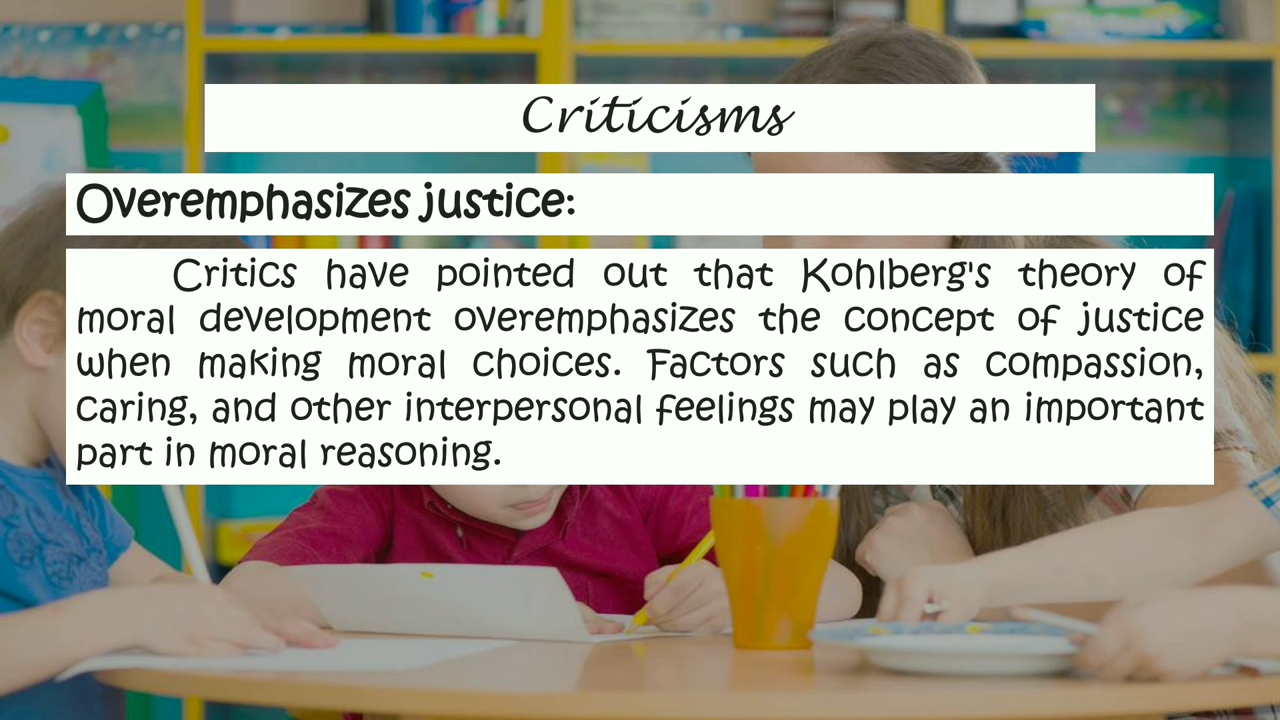 Criticisms
Overemphasizes justice:
Critics have pointed out that Kohlberg's theory of
moral development overemphasizes the concept of justice
when making moral choices. Factors such as compassion,
caring, and other interpersonal feelings may play an important
part in moral reasoning.